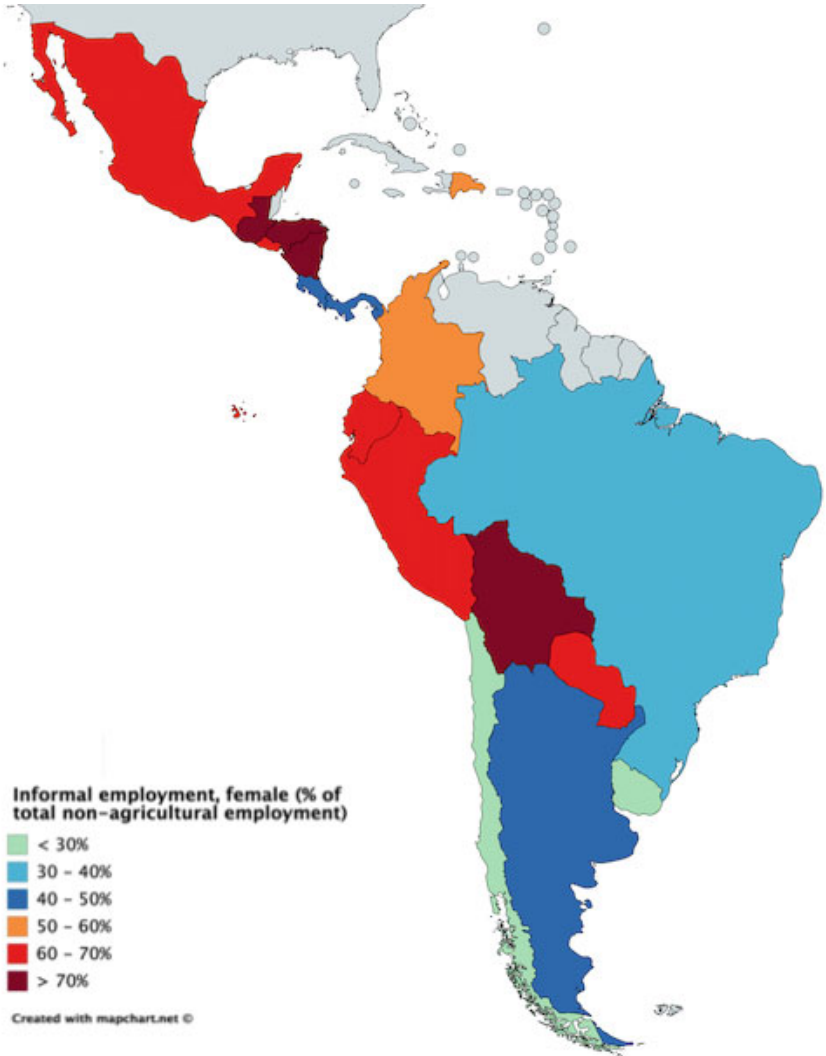 Informal employment, female (% of
total non-agricultural employment)
< 30%
30 - 40%
40 - 50%
50 - 60%
60 - 70%
> 70%
Created with mapchart.net ©